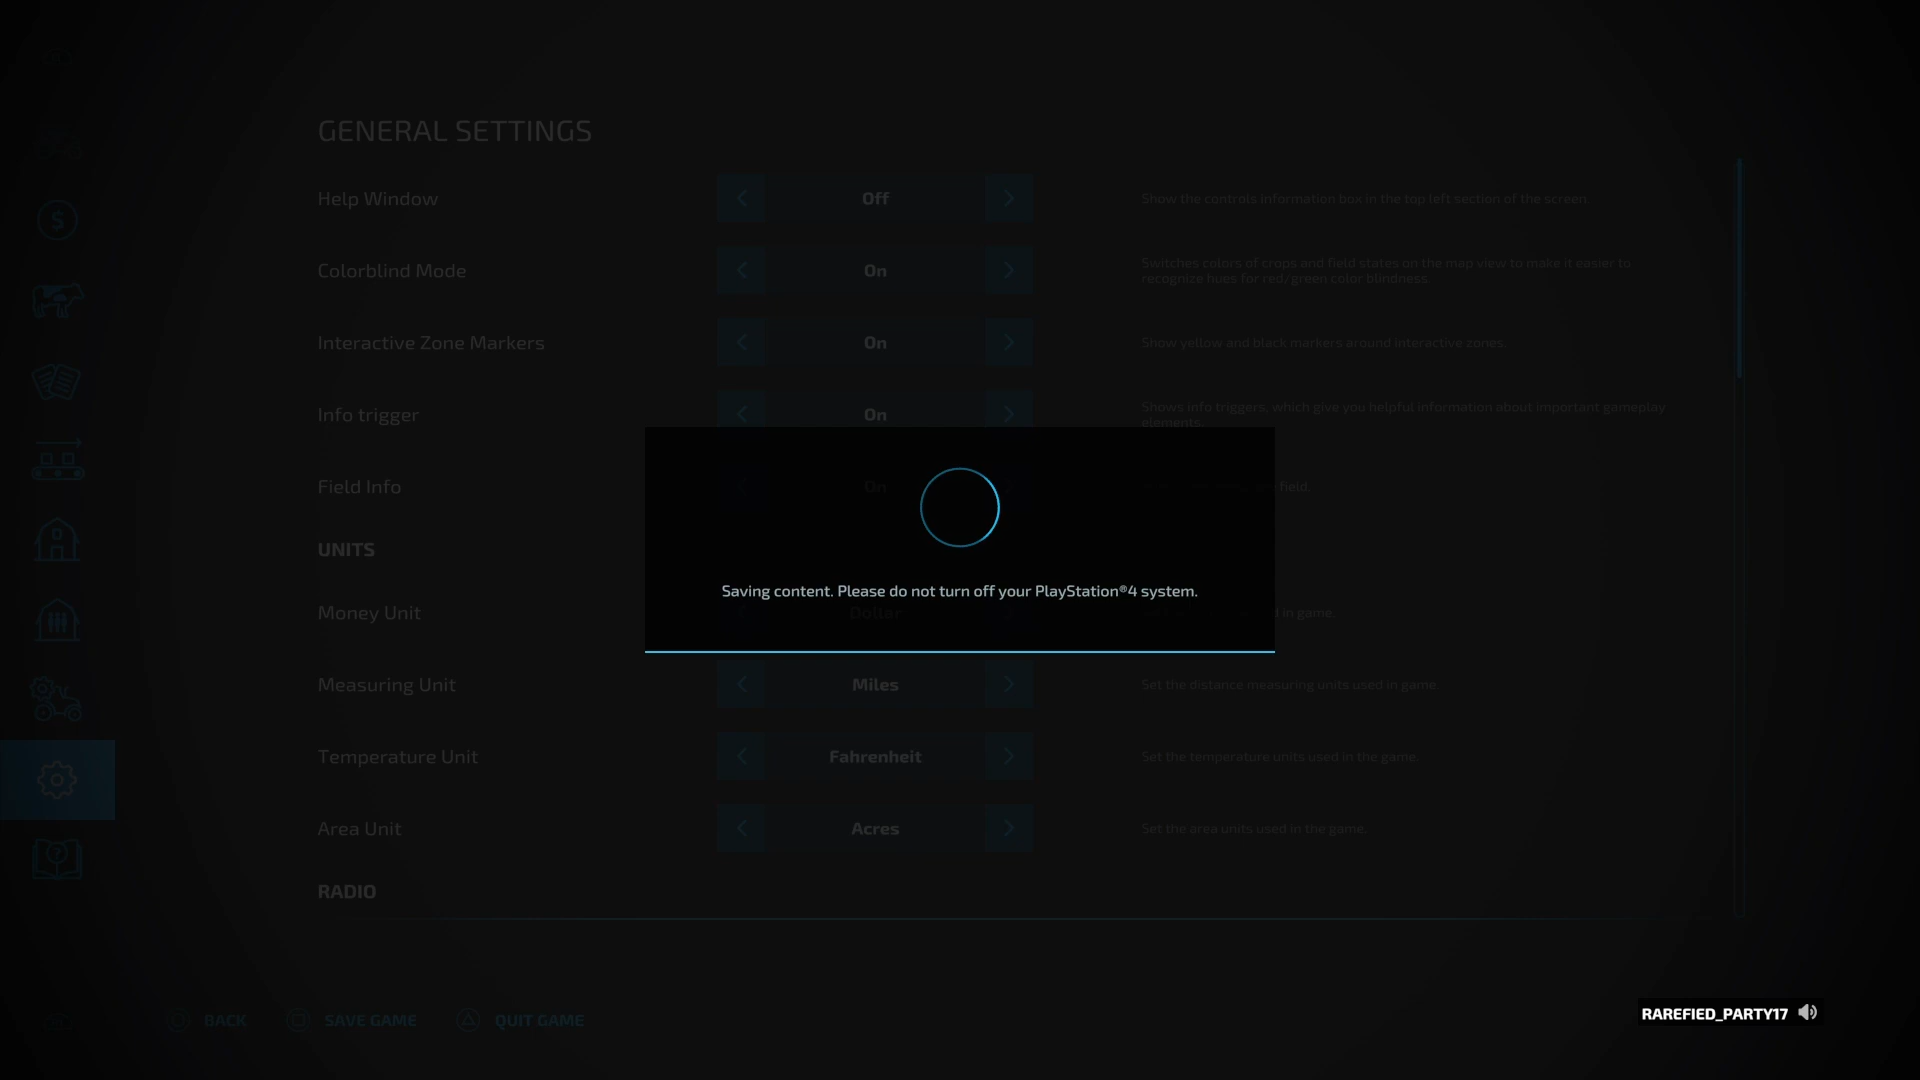 GENERAL SETTINGS
Help Window
Off
Show the controls information box in the top left section of the screen.
Colorblind Mode
On
Switches colors of crops and field states on the map view to make it easier to
recognize hues for red/green color blindness.
Interactive Zone Markers
On
Show yellow and black markers around interactive zones.
Info trigger
On
Shows info triggers, which give you helpful information about important gameplay
elements.
Field Info
On
field.
UNITS
Saving content. Please do not turn off your PlayStation®4 system.
Money Unit
Dollar
in game.
Measuring Unit
Miles
Set the distance measuring units used in game.
Temperature Unit
Fahrenheit
Set the temperature units used in the game.
Area Unit
Acres
Set the area units used in the game.
RADIO
BACK
SAVE GAME
QUIT GAME
RAREFIED_PARTY17